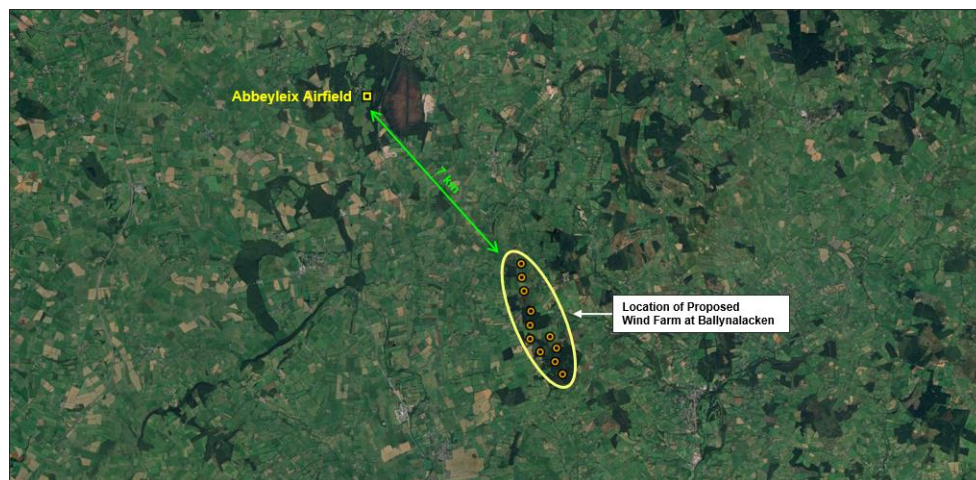 Abbeyleix Airfield
7 km
Location of Proposed
Wind Farm at Ballynalacken